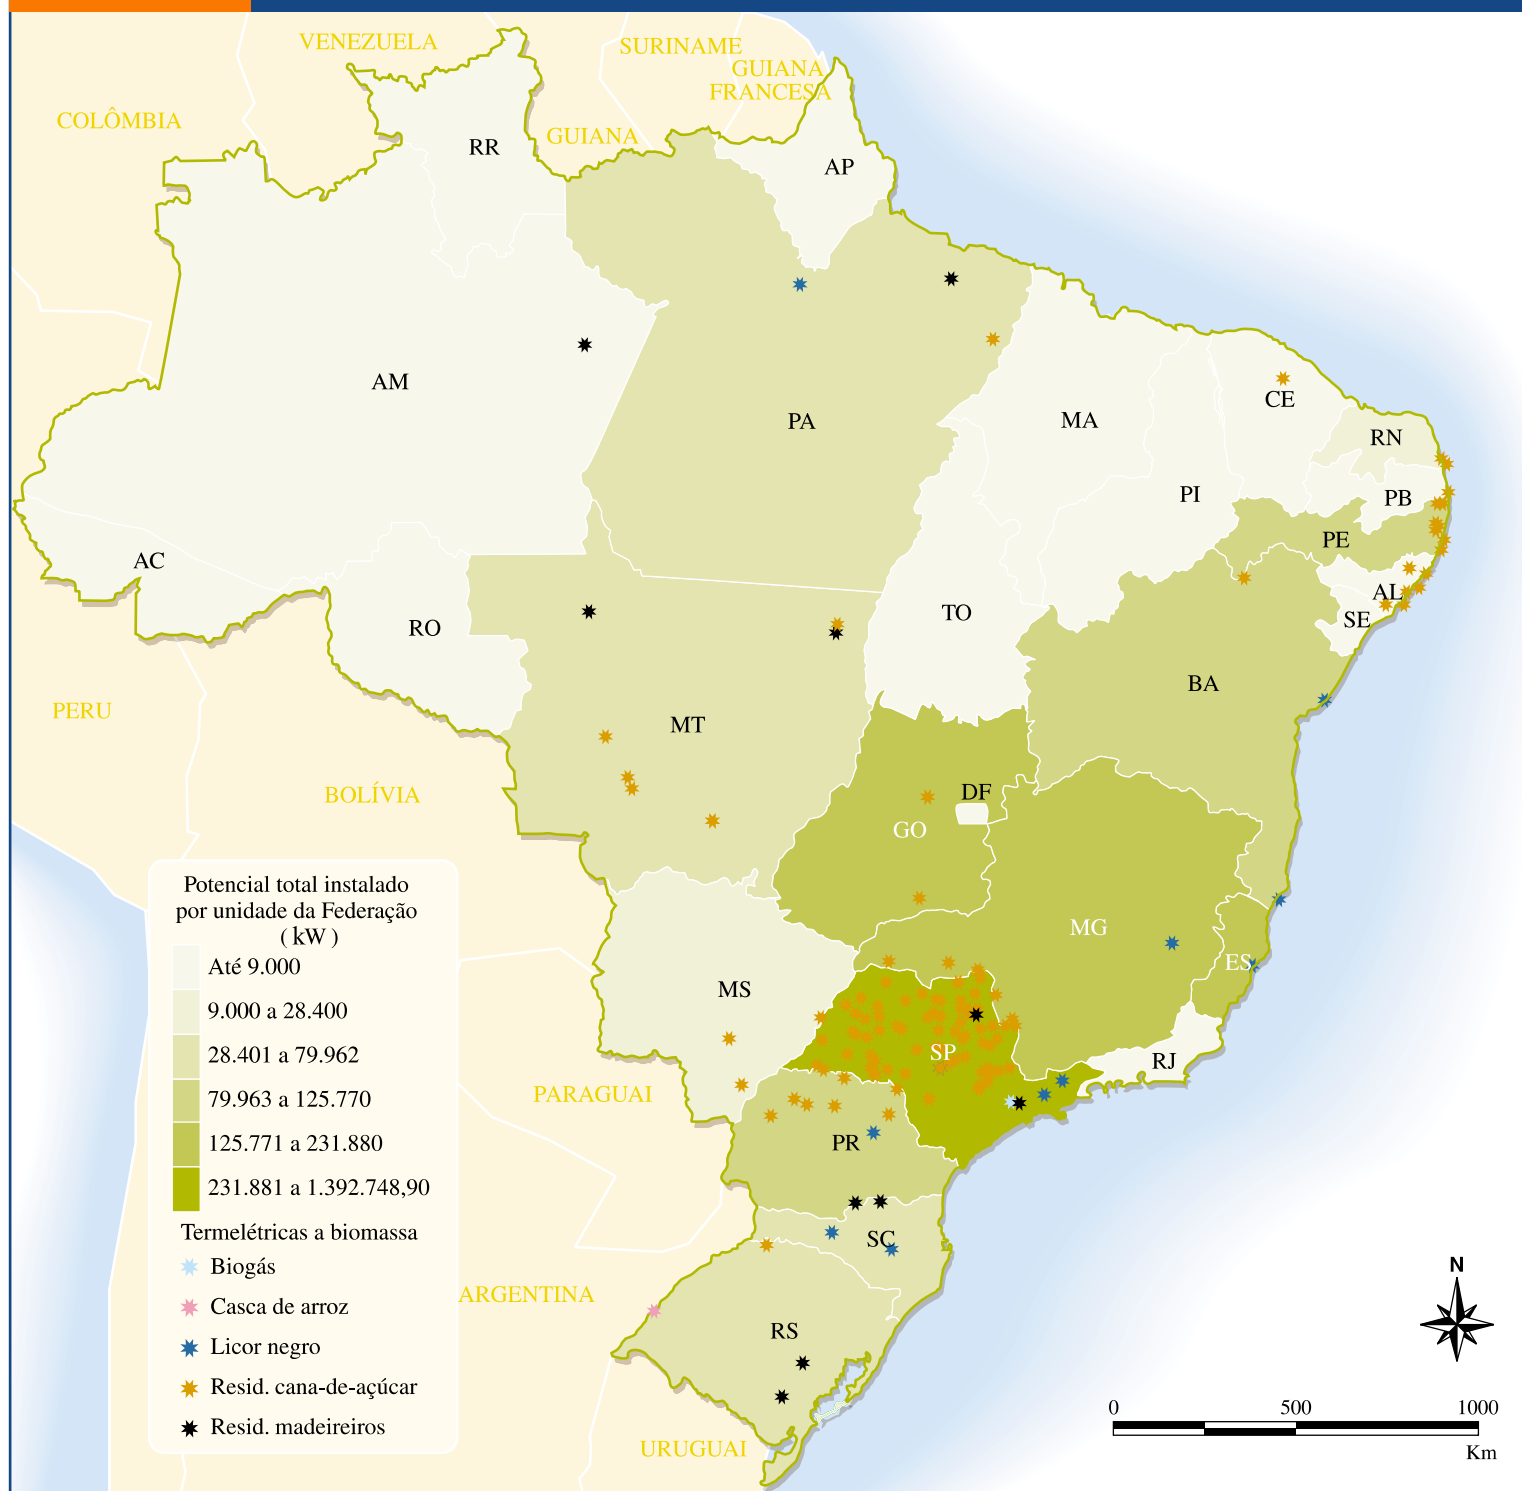 VENEZUELA
SURINAME
GUIANA
FRANCESA
COLÔMBIA
GUIANA
RR
AP
AM
PA
MA
CE
RN
PI
PB
PE
AC
AL
SE
TO
RO
BA
PERU
MT
BOLÍVIA
DF
GO
MG
ES
MS
SP
RJ
PARAGUAI
PR
SC
ARGENTINA
RS
URUGUAI
Potencial total instalado
por unidade da Federação
( kW )
Até 9.000
9.000 a 28.400
28.401 a 79.962
79.963 a 125.770
125.771 a 231.880
231.881 a 1.392.748,90
Termelétricas a biomassa
Biogás
Casca de arroz
Licor negro
Resid. cana-de-açúcar
Resid. madeireiros
N
0 500 1000
Km